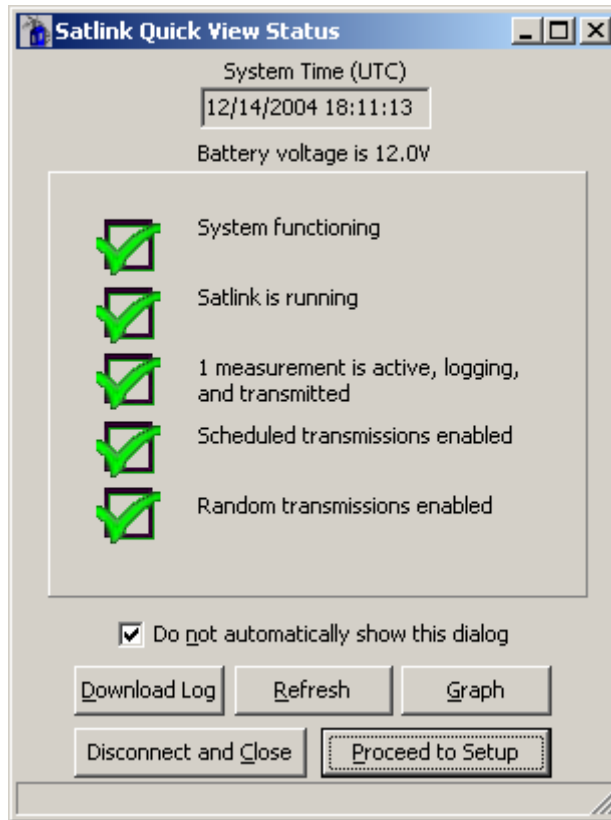 Satlink Quick View Status
System Time (UTC)
12/14/2004 18:11:13
Battery voltage is 12.0V
System functioning
Satlink is running
1 measurement is active, logging,
and transmitted
Scheduled transmissions enabled
Random transmissions enabled
Do not automatically show this dialog
Download Log Refresh Graph
Disconnect and Close Proceed to Setup